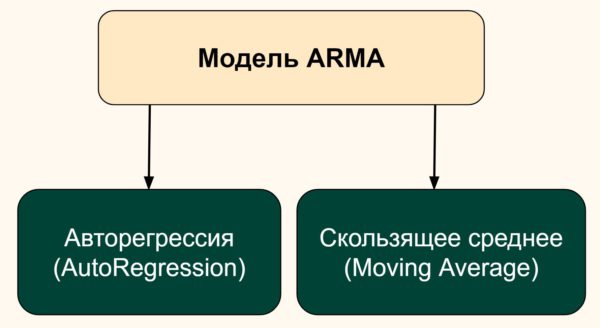 Модель ARMA
Авторегрессия
(AutoRegression)
Скользящее среднее
(Moving Average)